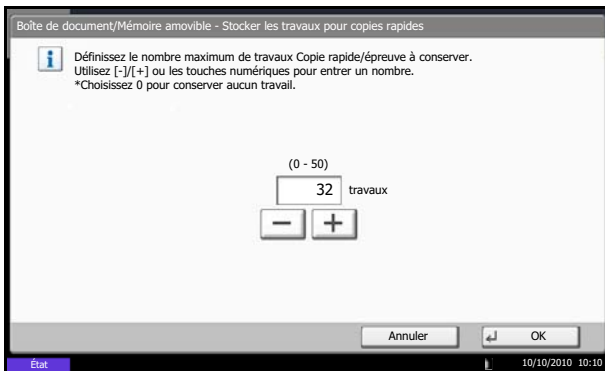 Boîte de document/Mémoire amovible - Stocker les travaux pour copies rapides
Définissez le nombre maximum de travaux Copie rapide/épreuve à conserver.
Utilisez [-]/[+] ou les touches numériques pour entrer un nombre.
*Choisissez 0 pour conserver aucun travail.
(0 - 50)
32 travaux
Annuler OK
État 10/10/2010 10:10